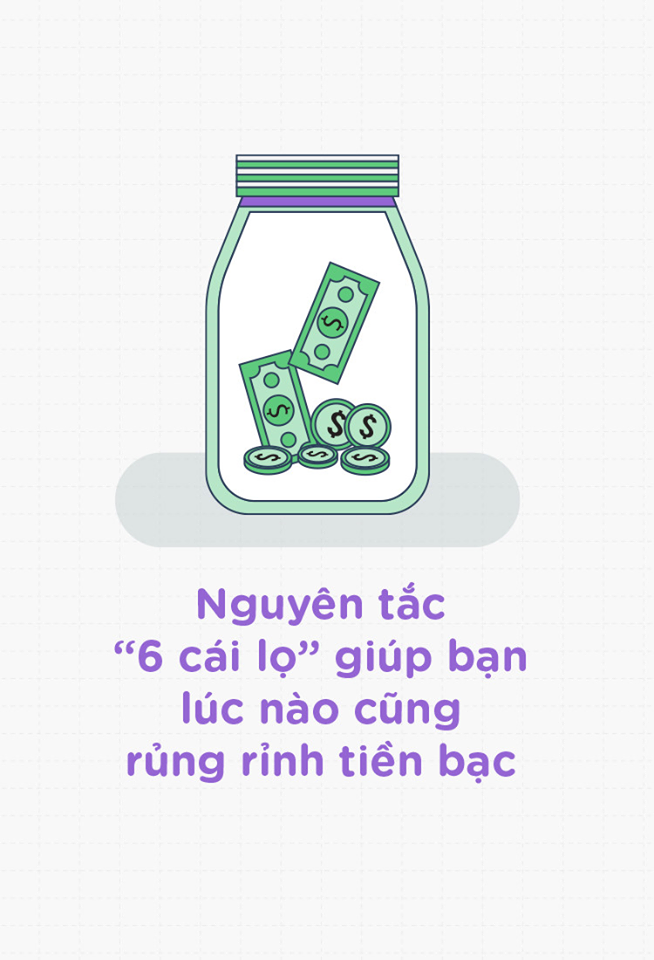 Nguyên tắc
“6 cái lọ” giúp bạn
lúc nào cũng
rủng rỉnh tiền bạc